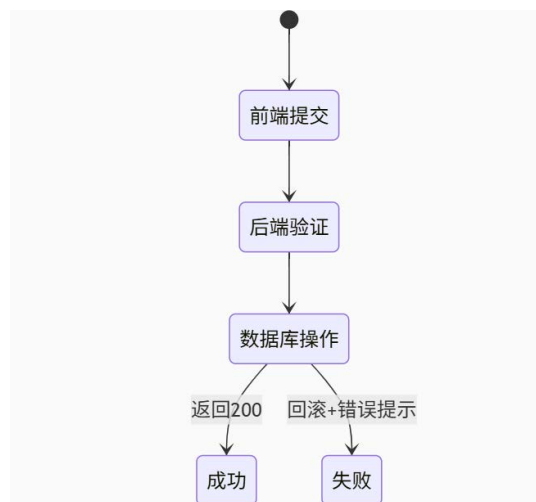 前端提交
后端验证
数据库操作
返回200
回滚+错误提示
成功
失败